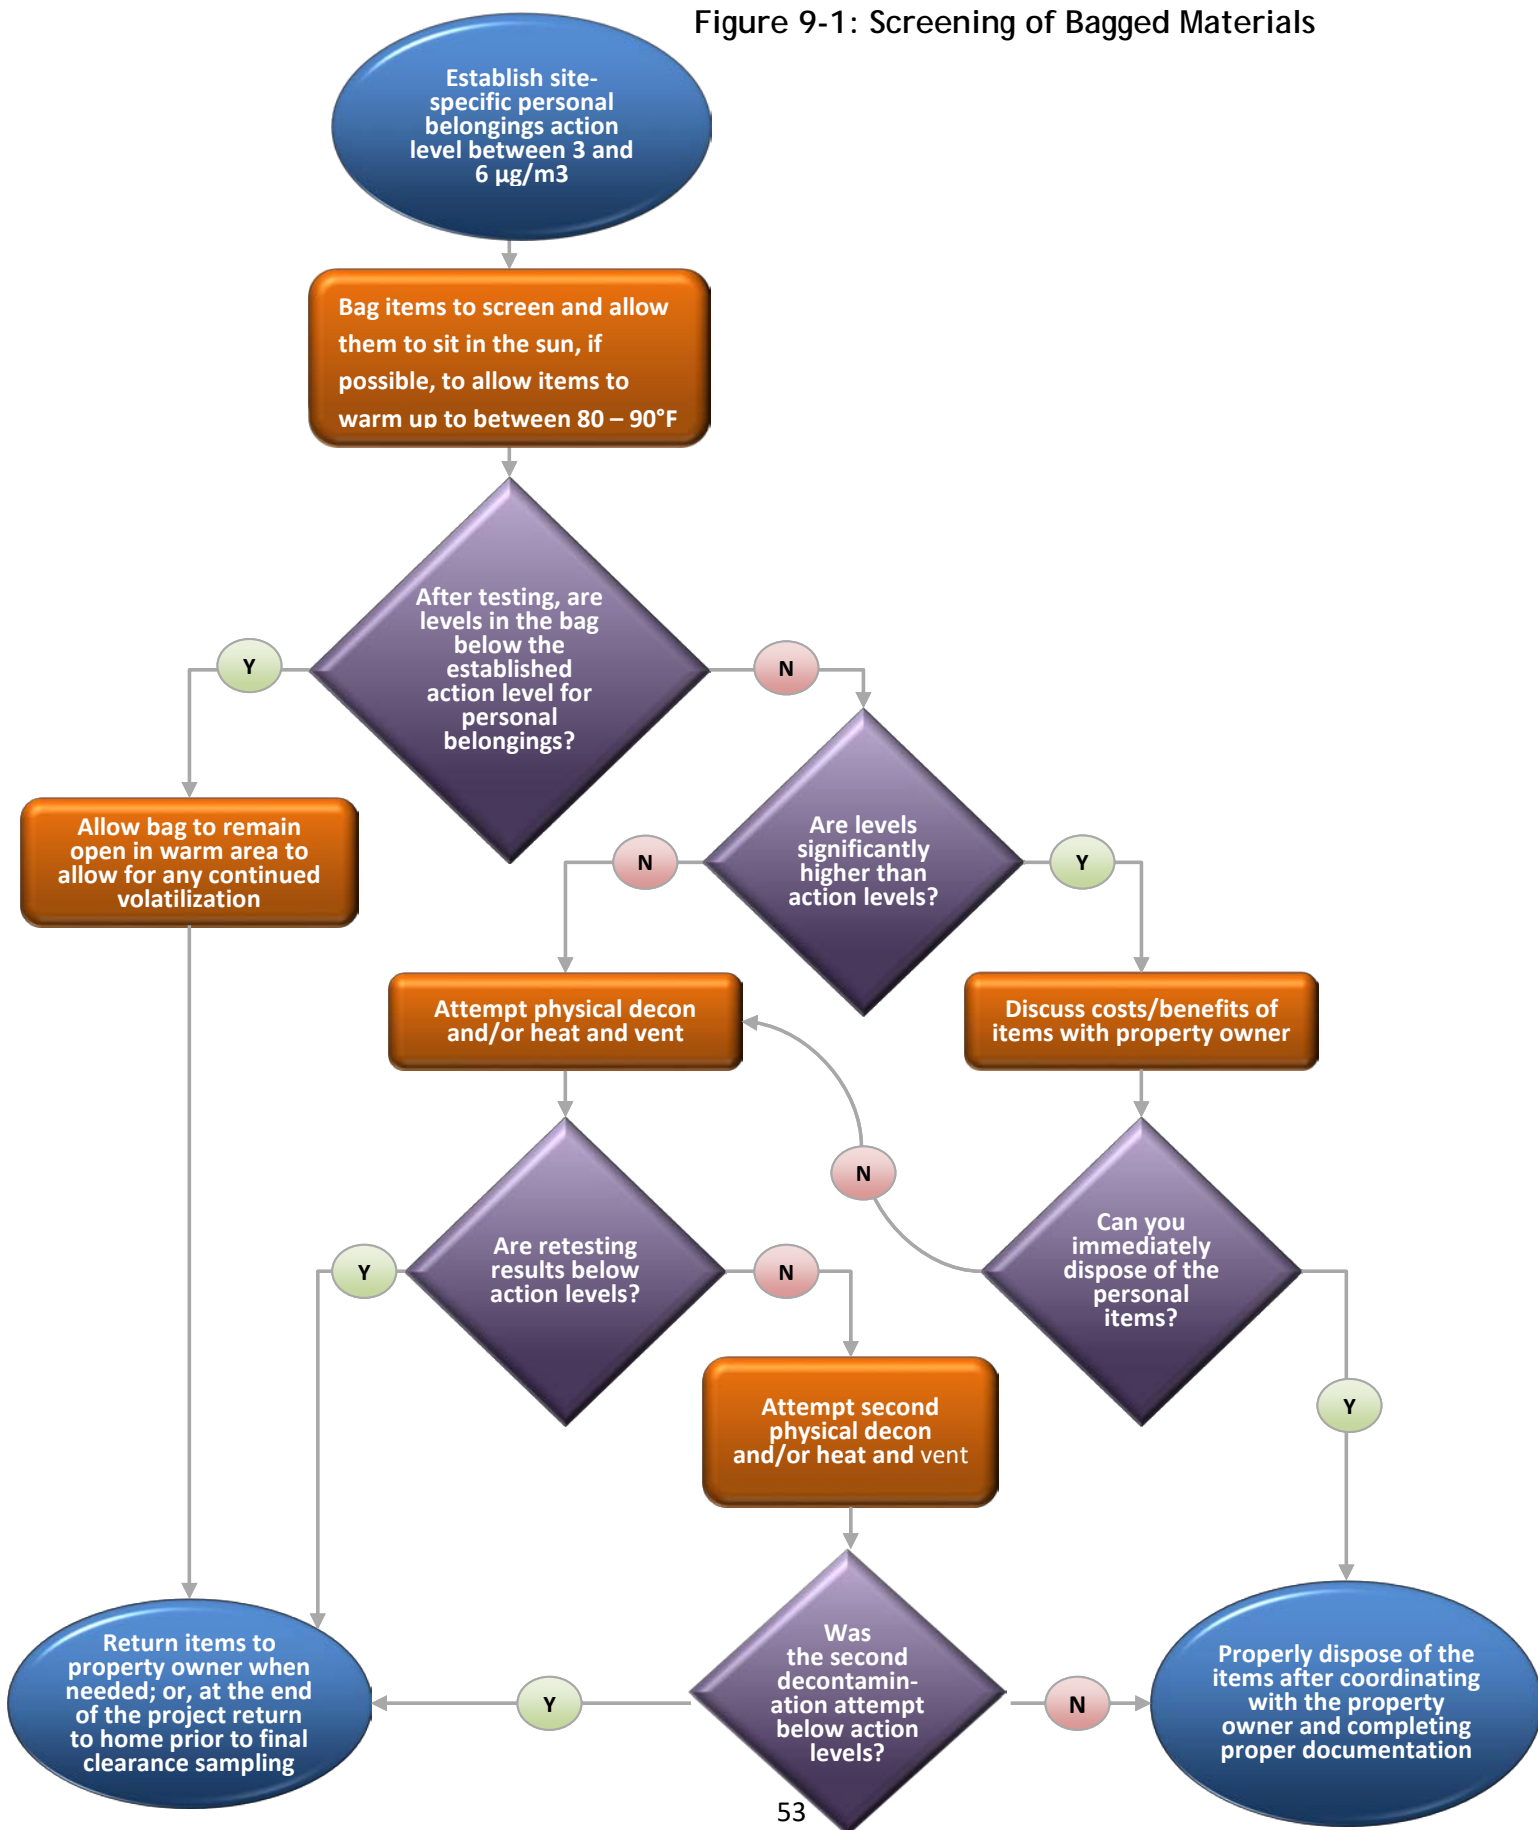 Figure 9-1: Screening of Bagged Materials
Establish site-
specific personal
belongings action
level between 3 and
6 µg/m3
Bag items to screen and allow
them to sit in the sun, if
possible, to allow items to
warm up to between 80 – 90°F
After testing, are
levels in the bag
below the
established
action level for
personal
belongings?
Y
N
Allow bag to remain
open in warm area to
allow for any continued
volatilization
Are levels
significantly
higher than
action levels?
N
Y
Attempt physical decon
and/or heat and vent
Discuss costs/benefits of
items with property owner
N
Can you
immediately
dispose of the
personal
items?
Are retesting
results below
action levels?
Y
N
Y
Attempt second
physical decon
and/or heat and vent
Was
the second
decontamin-
ation attempt
below action
levels?
Y
N
Return items to
property owner when
needed; or, at the end
of the project return
to home prior to final
clearance sampling
Properly dispose of the
items after coordinating
with the property
owner and completing
proper documentation
53